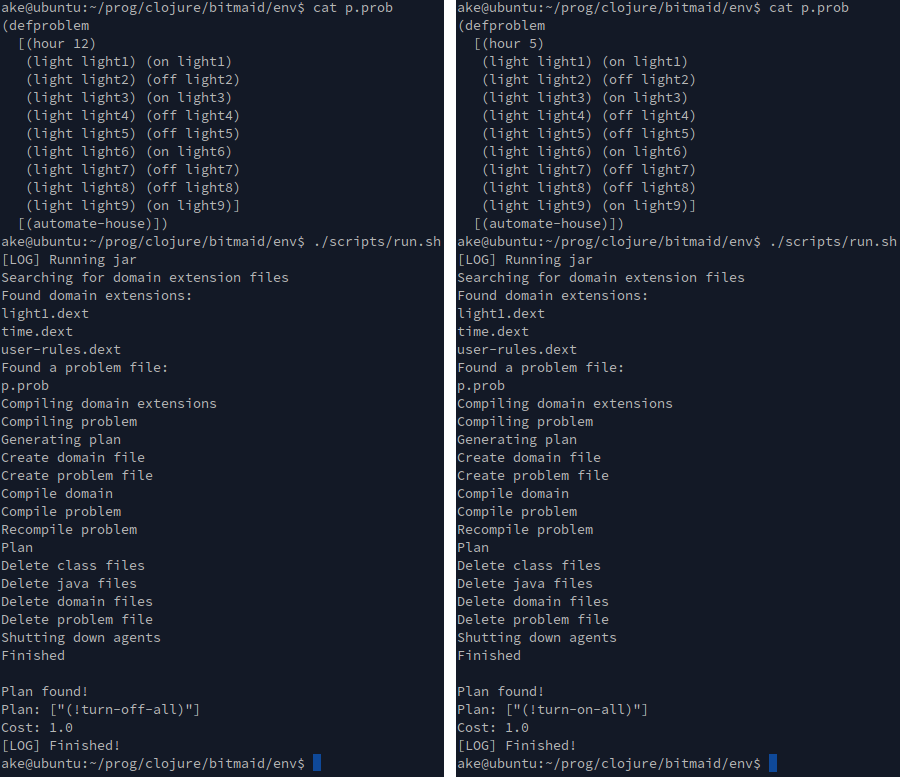 ake@ubuntu:~/prog/clojure/bitmaid/env$ cat p.prob
(defproblem
  [(hour 12)
   (light light1) (on light1)
   (light light2) (off light2)
   (light light3) (on light3)
   (light light4) (off light4)
   (light light5) (off light5)
   (light light6) (on light6)
   (light light7) (off light7)
   (light light8) (off light8)
   (light light9) (on light9)]
  [(automate-house)])
ake@ubuntu:~/prog/clojure/bitmaid/env$ ./scripts/run.sh
[LOG] Running jar
Searching for domain extension files
Found domain extensions:
light1.dext
time.dext
user-rules.dext
Found a problem file:
p.prob
Compiling domain extensions
Compiling problem
Generating plan
Create domain file
Create problem file
Compile domain
Compile problem
Recompile problem
Plan
Delete class files
Delete java files
Delete domain files
Delete problem file
Shutting down agents
Finished

Plan found!
Plan: ["(!turn-off-all)"]
Cost: 1.0
[LOG] Finished!
ake@ubuntu:~/prog/clojure/bitmaid/env$
ake@ubuntu:~/prog/clojure/bitmaid/env$ cat p.prob
(defproblem
  [(hour 5)
   (light light1) (on light1)
   (light light2) (off light2)
   (light light3) (on light3)
   (light light4) (off light4)
   (light light5) (off light5)
   (light light6) (on light6)
   (light light7) (off light7)
   (light light8) (off light8)
   (light light9) (on light9)]
  [(automate-house)])
ake@ubuntu:~/prog/clojure/bitmaid/env$ ./scripts/run.sh
[LOG] Running jar
Searching for domain extension files
Found domain extensions:
light1.dext
time.dext
user-rules.dext
Found a problem file:
p.prob
Compiling domain extensions
Compiling problem
Generating plan
Create domain file
Create problem file
Compile domain
Compile problem
Recompile problem
Plan
Delete class files
Delete java files
Delete domain files
Delete problem file
Shutting down agents
Finished

Plan found!
Plan: ["(!turn-on-all)"]
Cost: 1.0
[LOG] Finished!
ake@ubuntu:~/prog/clojure/bitmaid/env$